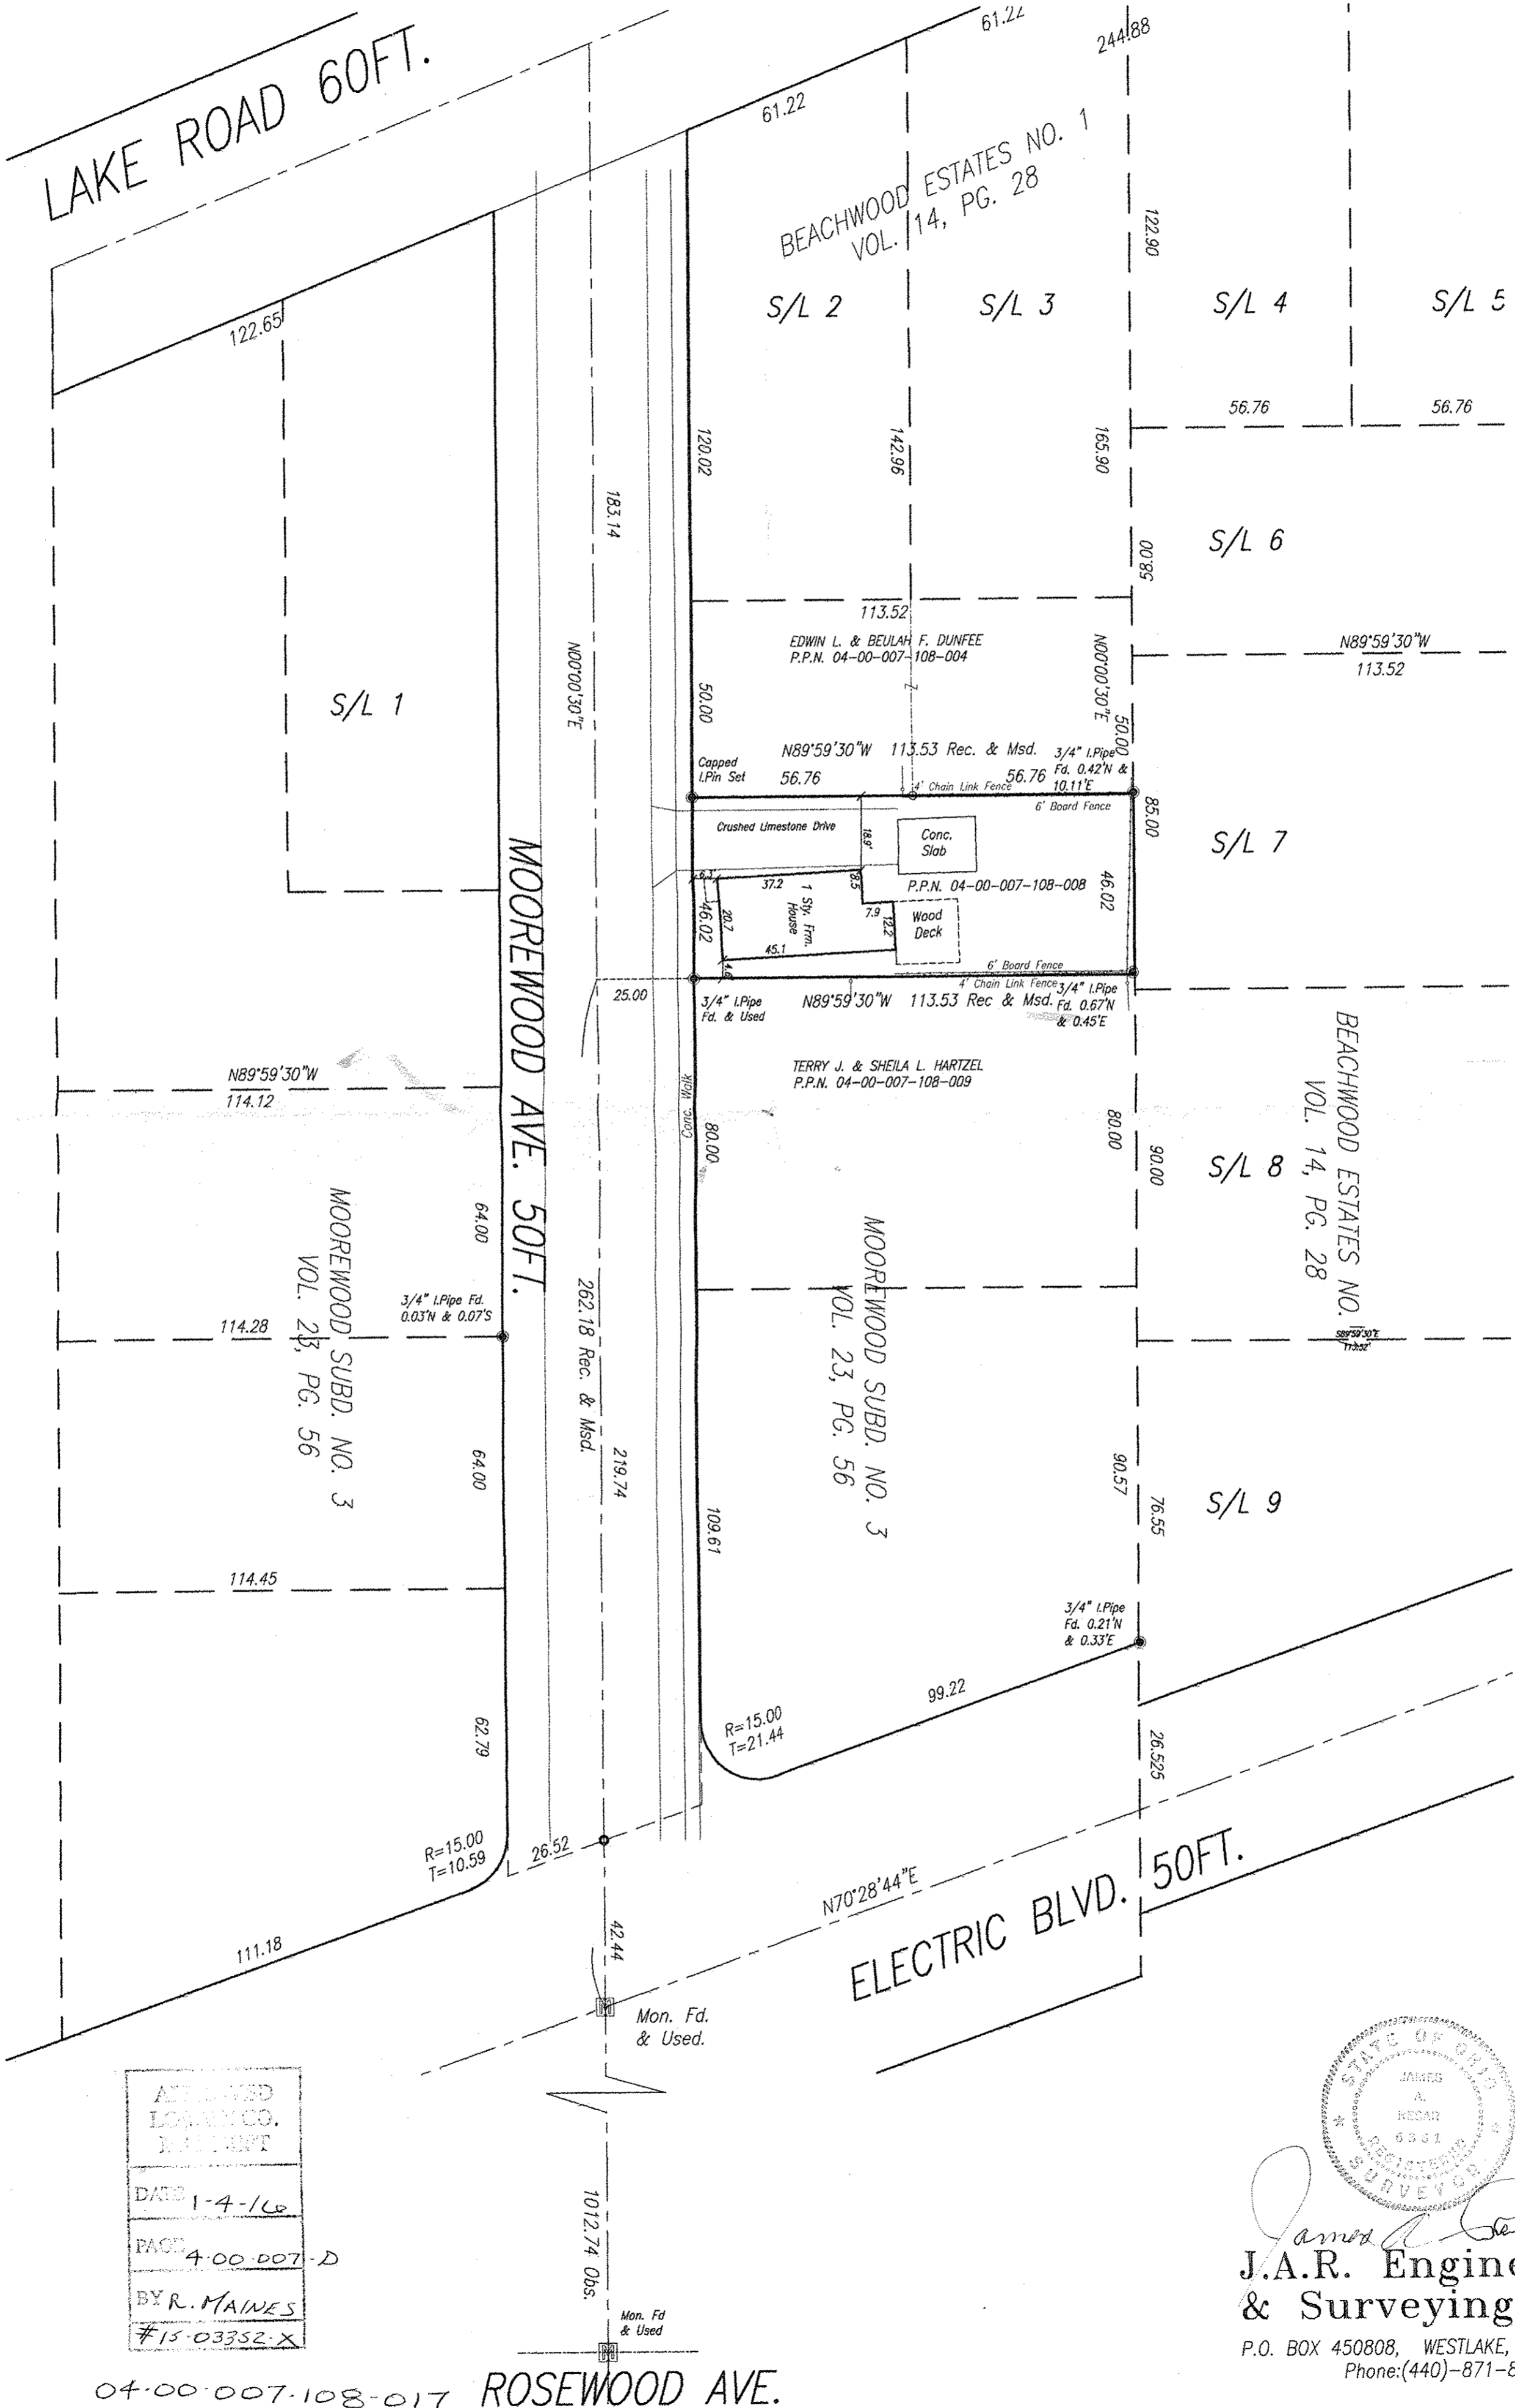 LAKE ROAD 60FT.
61.22
244.88
61.22
BEACHWOOD ESTATES NO. 1
VOL. 14, PG. 28
122.90
122.65
S/L 2
S/L 3
S/L 4
S/L 5
56.76
56.76
120.02
142.96
165.90
183.14
58.00
S/L 6
113.52
EDWIN L. & BEULAH F. DUNFEE
P.P.N. 04-00-007-108-004
N00°00'30"E
N00°00'30"E
N89°59'30"W
113.52
S/L 1
50.00
50.00
N89°59'30"W 113.53 Rec. & Msd.
3/4" I.Pipe
Fd. 0.42'N &
10.11'E
Capped
I.Pin Set
56.76
56.76
4' Chain Link Fence
6' Board Fence
85.00
Crushed Limestone Drive
18.9'
Conc.
Slab
S/L 7
37.2
8.5
P.P.N. 04-00-007-108-008
46.02
46.02
20.7
1 Sty. Frm.
House
7.9
12.2
Wood
Deck
45.1
6' Board Fence
4' Chain Link Fence
25.00
3/4" I.Pipe
Fd. & Used
N89°59'30"W 113.53 Rec & Msd.
3/4" I.Pipe
Fd. 0.67'N
& 0.45'E
MOOREWOOD AVE. 50FT.
TERRY J. & SHEILA L. HARTZEL
P.P.N. 04-00-007-108-009
N89°59'30"W
114.12
Conc. Walk
80.00
80.00
90.00
S/L 8
BEACHWOOD ESTATES NO.
VOL. 14, PG. 28
64.00
MOOREWOOD SUBD. NO. 3
VOL. 23, PG. 56
MOOREWOOD SUBD. NO. 3
VOL. 23, PG. 56
3/4" I.Pipe Fd.
0.03'N & 0.07'S
114.28
262.18 Rec. & Msd.
S89°59'30"E
113.52'
64.00
219.74
90.57
76.55
S/L 9
109.61
114.45
3/4" I.Pipe
Fd. 0.21'N
& 0.33'E
99.22
62.79
R=15.00
T=21.44
26.525
R=15.00
T=10.59
26.52
N70°28'44"E
ELECTRIC BLVD. 50FT.
111.18
42.44
Mon. Fd.
& Used.
STATE OF OHIO
JAMES
A.
6361
REGISTERED
SURVEYOR
CO.
DATE 1-4-16
PAGE 4-00-007-D
BY R. MAINES
#15-03352-X
1012.74 Obs.
Mon. Fd
& Used
James A
J.A.R. Engine
& Surveying
P.O. BOX 450808, WESTLAKE,
Phone:(440)-871-8
04-00-007-108-017
ROSEWOOD AVE.